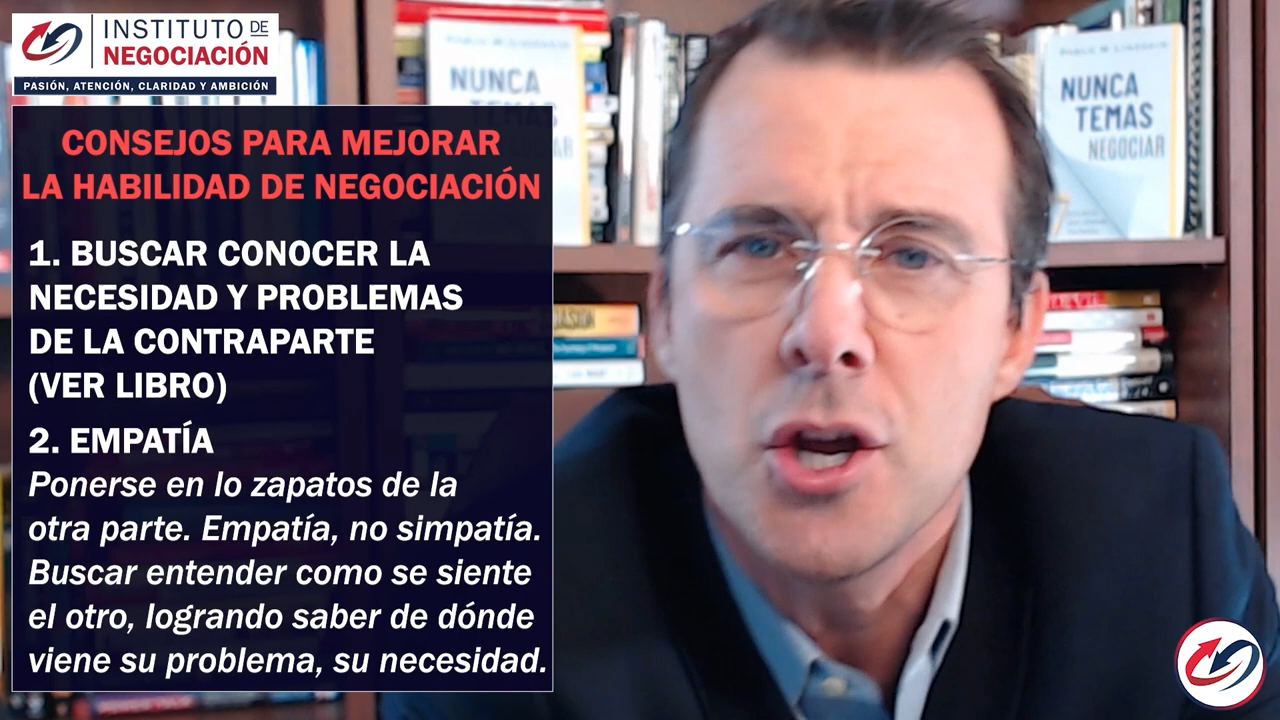 INSTITUTO DE
NEGOCIACIÓN
PASIÓN, ATENCIÓN, CLARIDAD Y AMBICIÓN
CONSEJOS PARA MEJORAR
LA HABILIDAD DE NEGOCIACIÓN
1. BUSCAR CONOCER LA
NECESIDAD Y PROBLEMAS
DE LA CONTRAPARTE
(VER LIBRO)
2. EMPATÍA
Ponerse en lo zapatos de la
otra parte. Empatía, no simpatía.
Buscar entender como se siente
el otro, logrando saber de dónde
viene su problema, su necesidad.
NUNCA
TEMAS
NUNCA
TEMAS
NEGOCIAR